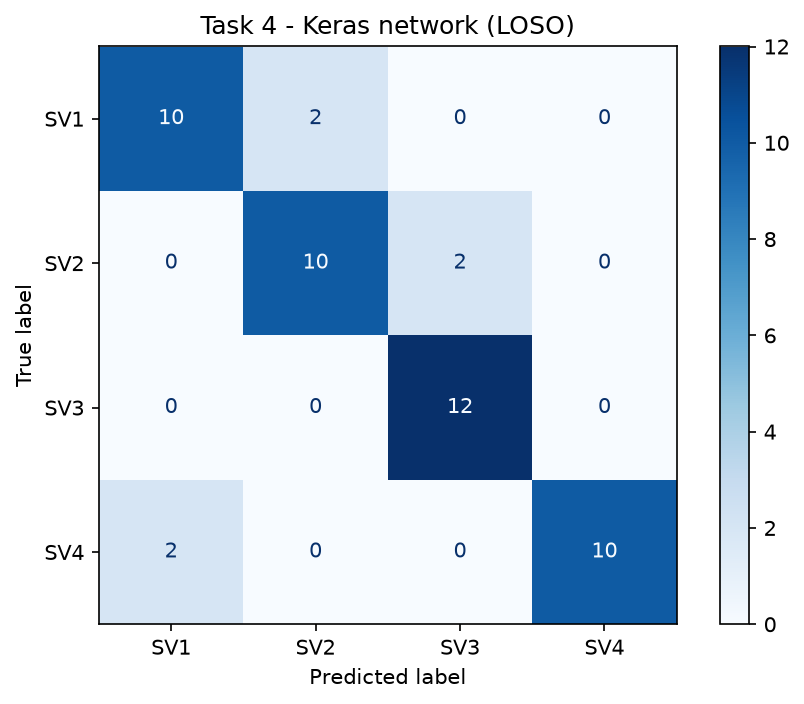 Task 4 - Keras network (LOSO)
True label
SV1 10 2 0 0
SV2 0 10 2 0
SV3 0 0 12 0
SV4 2 0 0 10
SV1 SV2 SV3 SV4
Predicted label
12
10
8
6
4
2
0